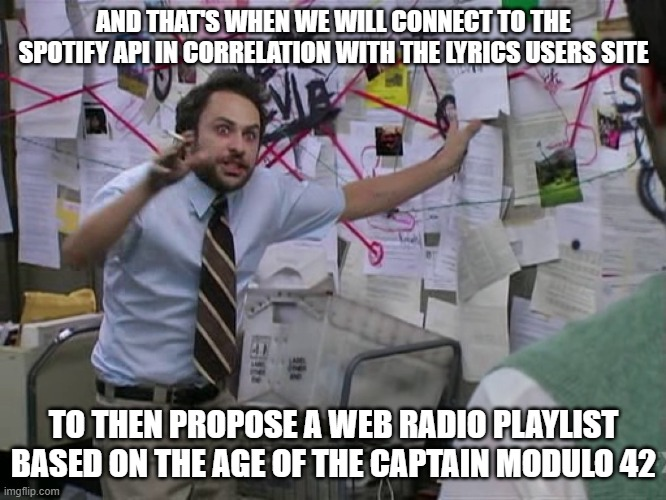 AND THAT'S WHEN WE WILL CONNECT TO THE
SPOTIFY API IN CORRELATION WITH THE LYRICS USERS SITE
TO THEN PROPOSE A WEB RADIO PLAYLIST
BASED ON THE AGE OF THE CAPTAIN MODULO 42
imgflip.com